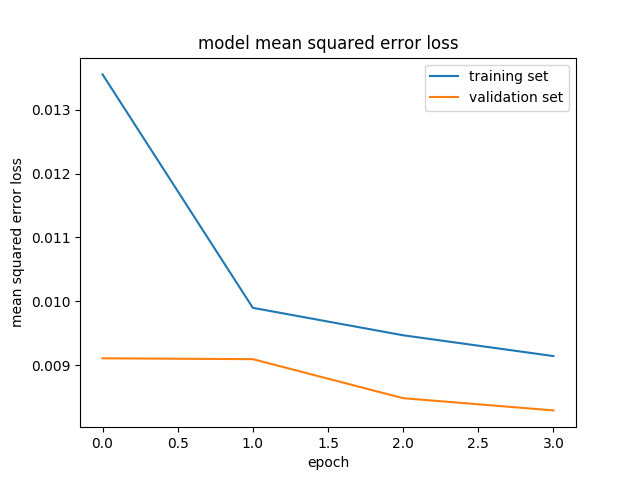 model mean squared error loss
training set
validation set
mean squared error loss
0.013
0.012
0.011
0.010
0.009
0.0 0.5 1.0 1.5 2.0 2.5 3.0
epoch